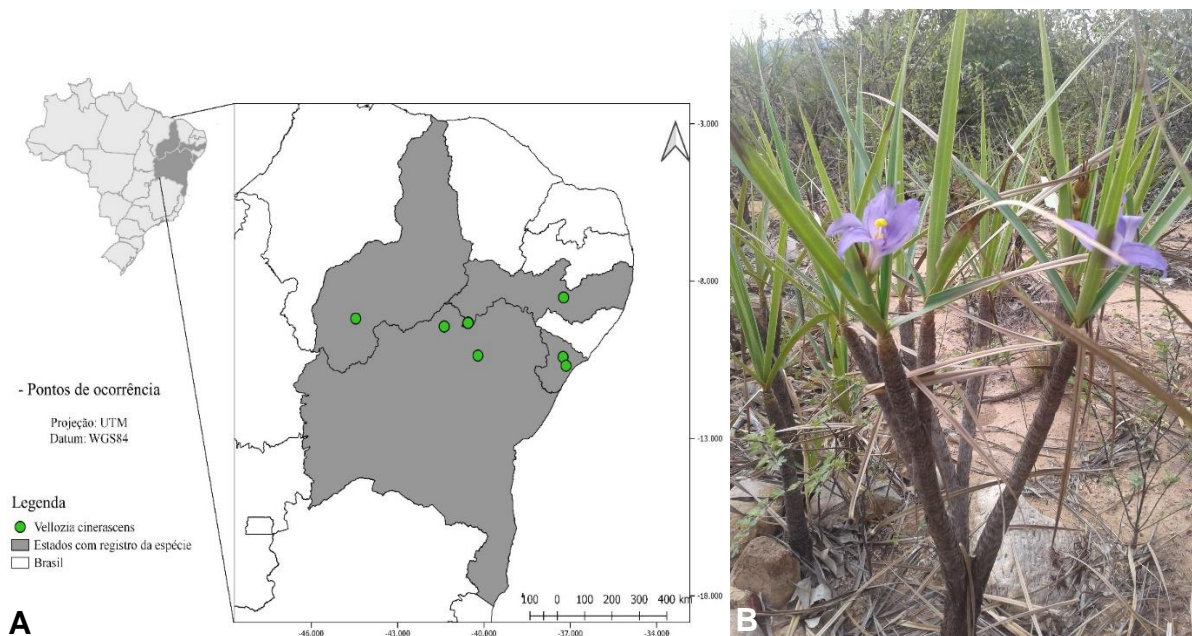 - Pontos de ocorrência
Projeção: UTM
Datum: WGS84
Legenda
Vellozia cinerascens
Estados com registro da espécie
Brasil
A
-3.000
-8.000
-13.000
-18.000
100 0 100 200 300 400 km
-46.000 -43.000 -40.000 -37.000 -34.000
B